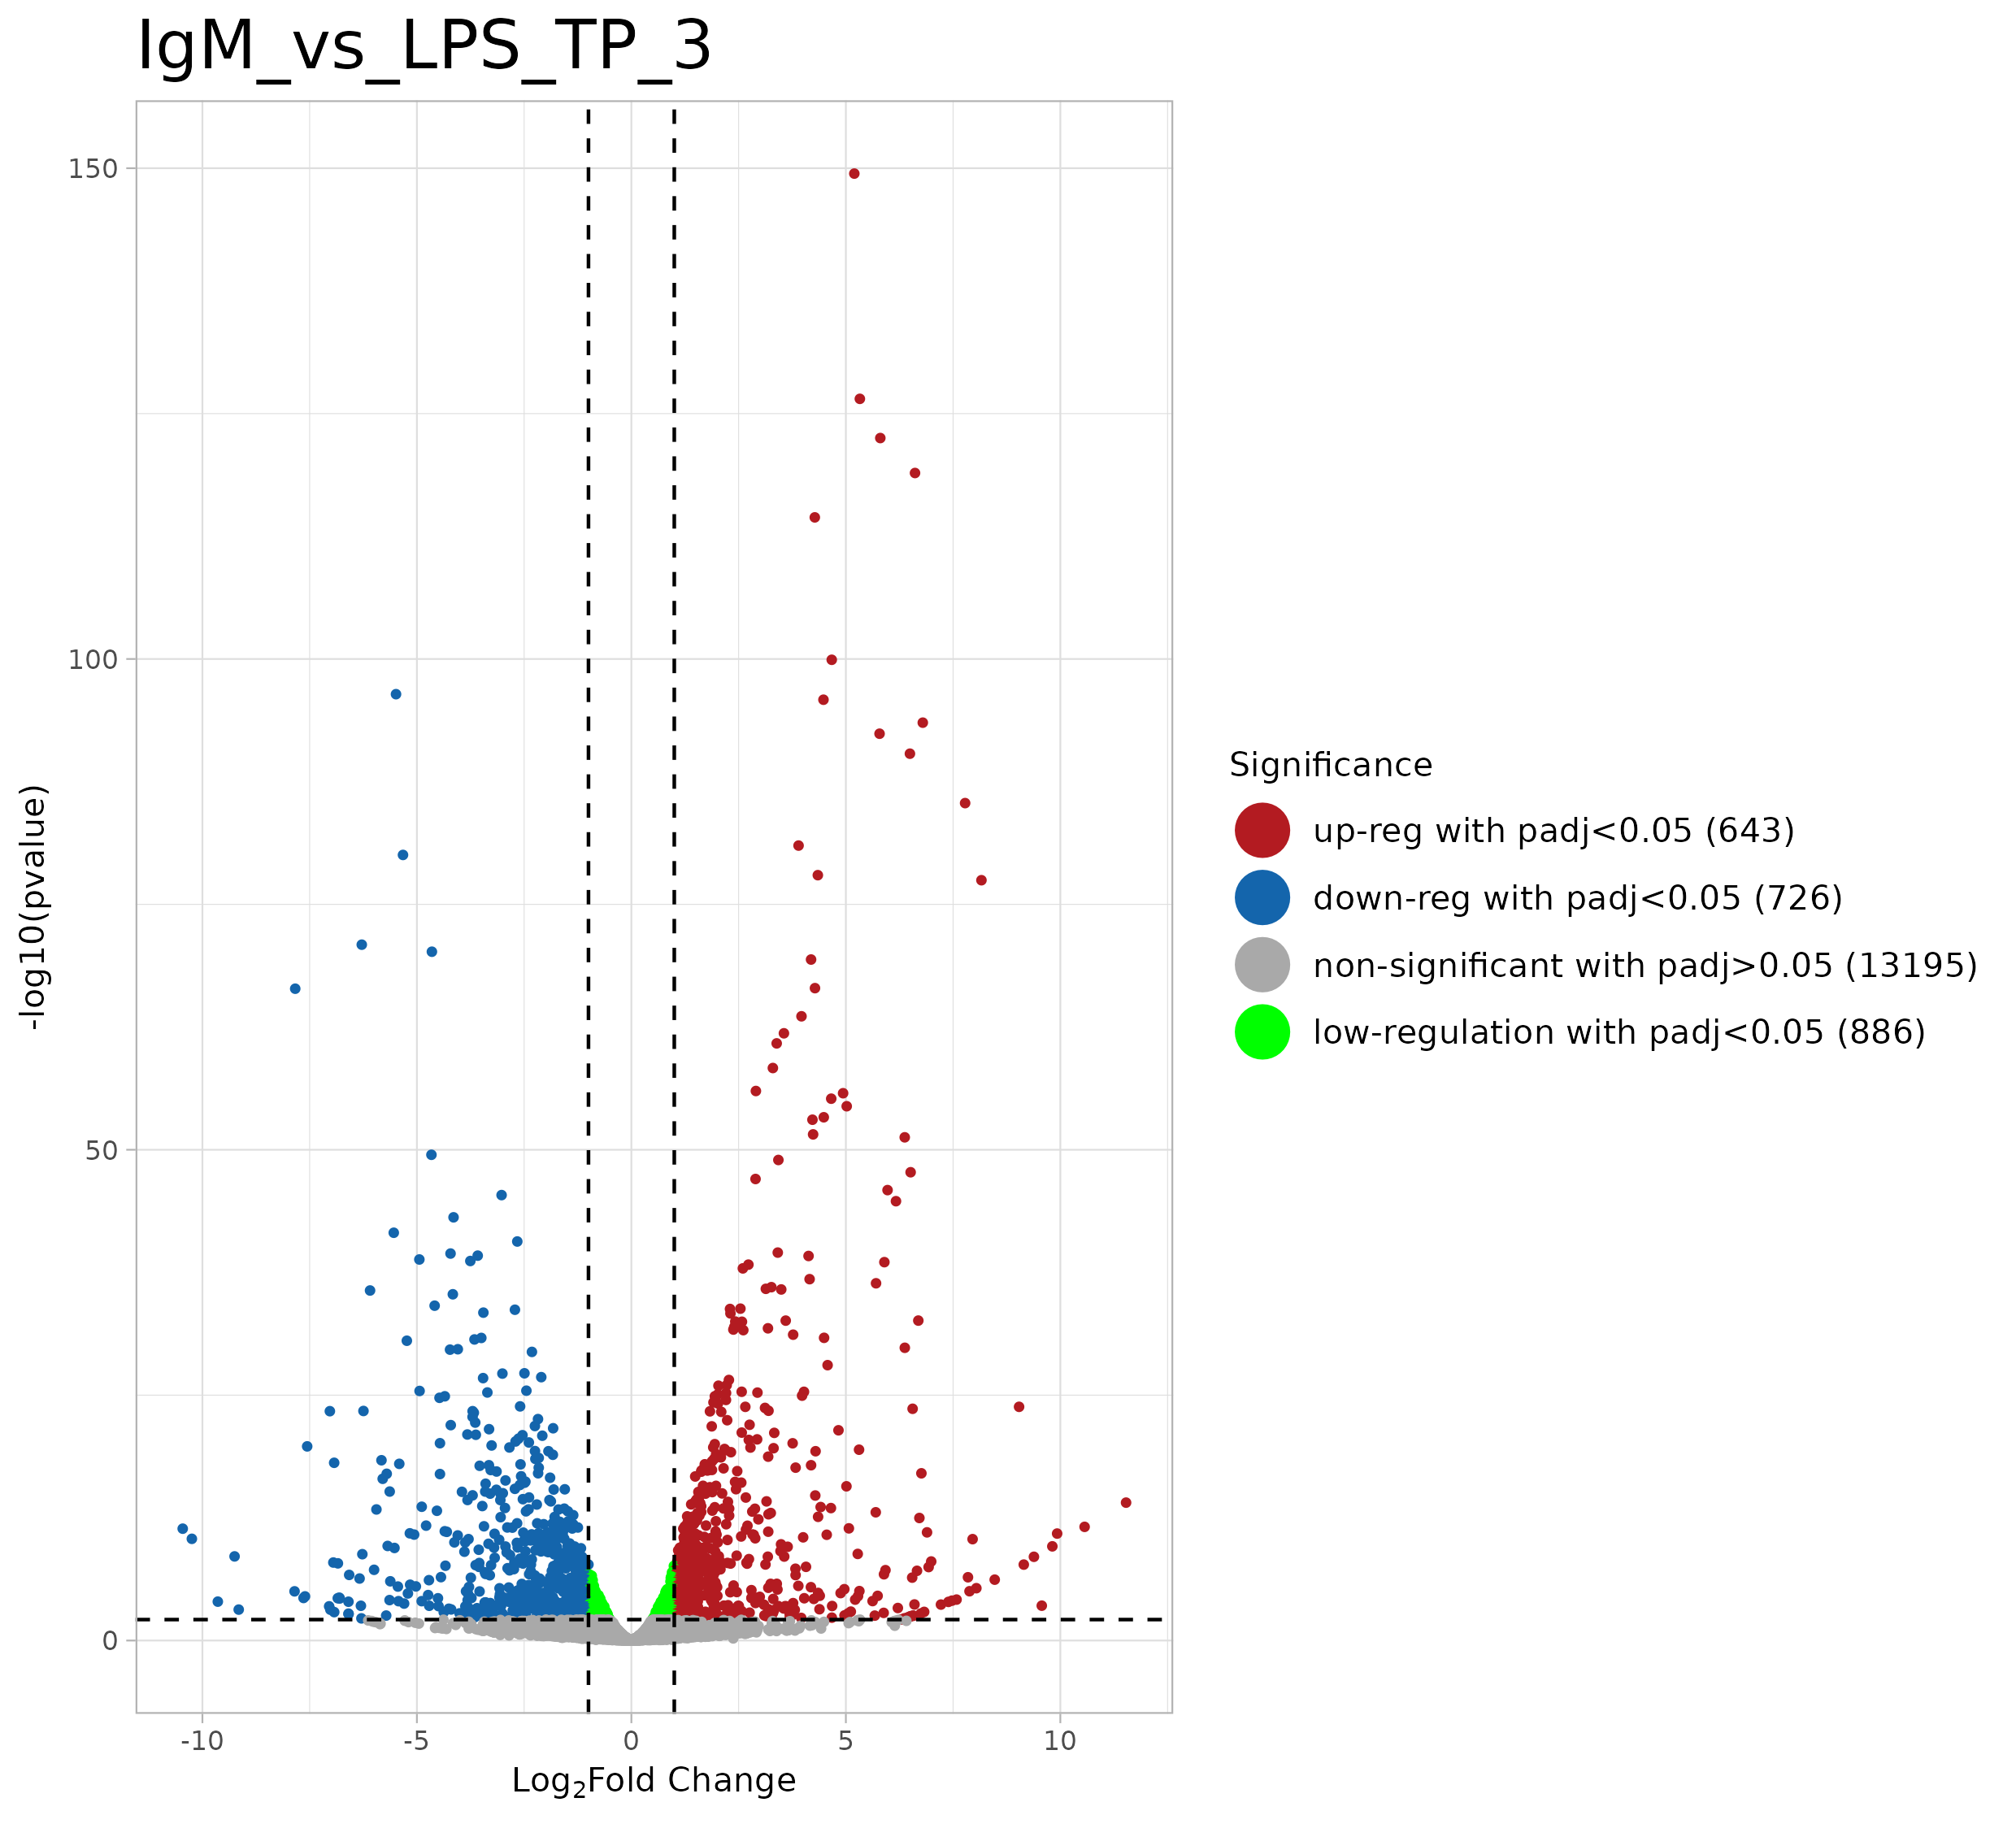 IgM_vs_LPS_TP_3
150
100
50
0
-log10(pvalue)
-10 -5 0 5 10
Log₂Fold Change
Significance
up-reg with padj<0.05 (643)
down-reg with padj<0.05 (726)
non-significant with padj>0.05 (13195)
low-regulation with padj<0.05 (886)